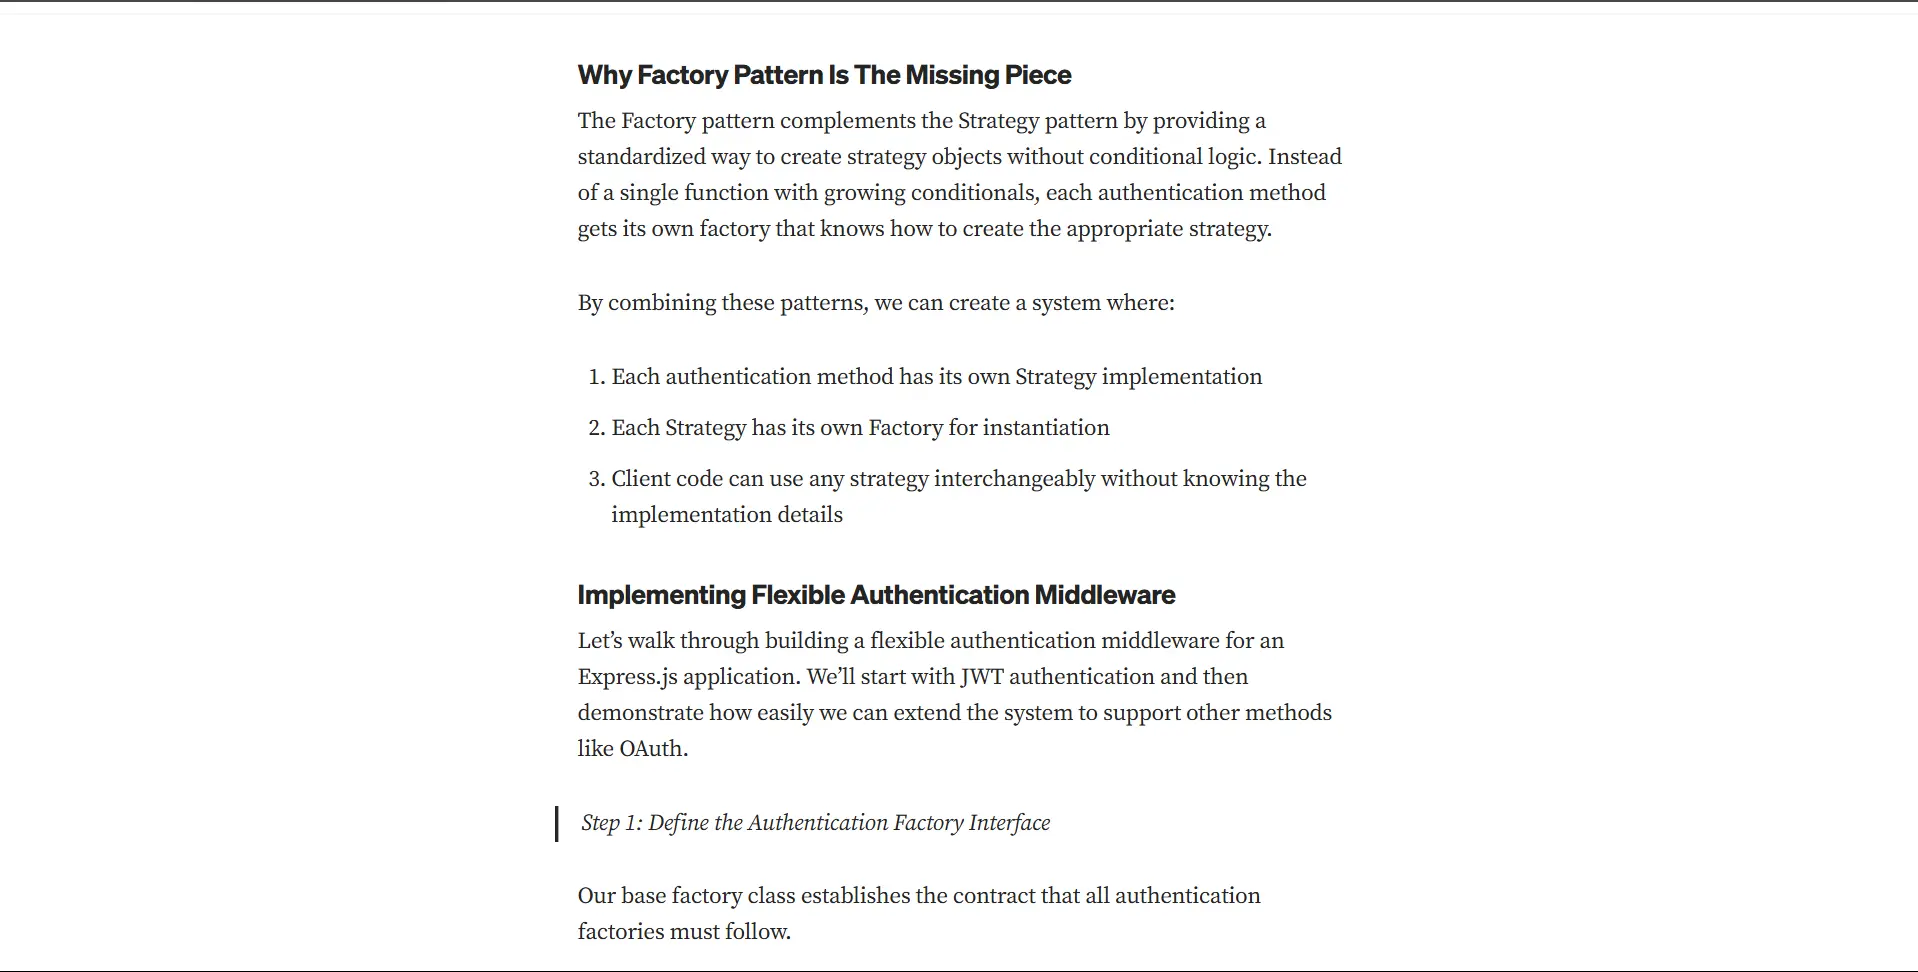 Why Factory Pattern Is The Missing Piece
The Factory pattern complements the Strategy pattern by providing a
standardized way to create strategy objects without conditional logic. Instead
of a single function with growing conditionals, each authentication method
gets its own factory that knows how to create the appropriate strategy.
By combining these patterns, we can create a system where:
1. Each authentication method has its own Strategy implementation
2. Each Strategy has its own Factory for instantiation
3. Client code can use any strategy interchangeably without knowing the
implementation details
Implementing Flexible Authentication Middleware
Let’s walk through building a flexible authentication middleware for an
Express.js application. We’ll start with JWT authentication and then
demonstrate how easily we can extend the system to support other methods
like OAuth.
Step 1: Define the Authentication Factory Interface
Our base factory class establishes the contract that all authentication
factories must follow.